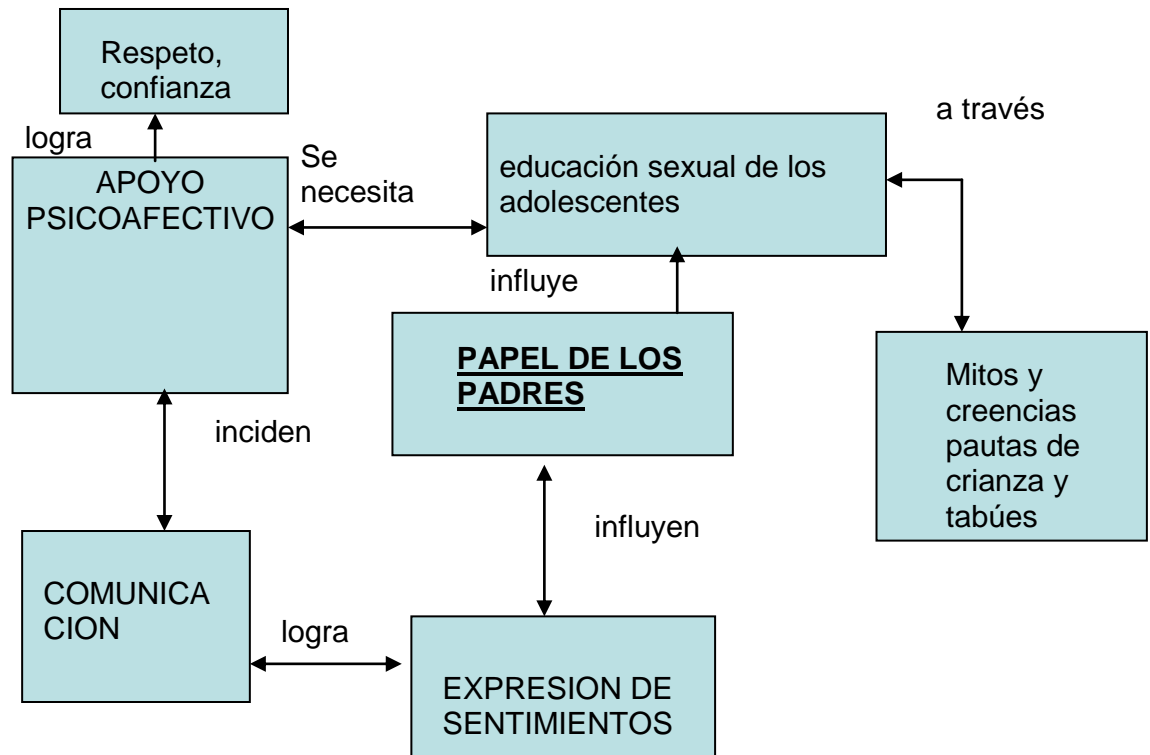 Respeto,
confianza
logra
APOYO
PSICOAFECTIVO
Se
necesita
educación sexual de los
adolescentes
a través
influye
PAPEL DE LOS
PADRES
Mitos y
creencias
pautas de
crianza y
tabúes
inciden
influyen
COMUNICA
CION
logra
EXPRESION DE
SENTIMIENTOS